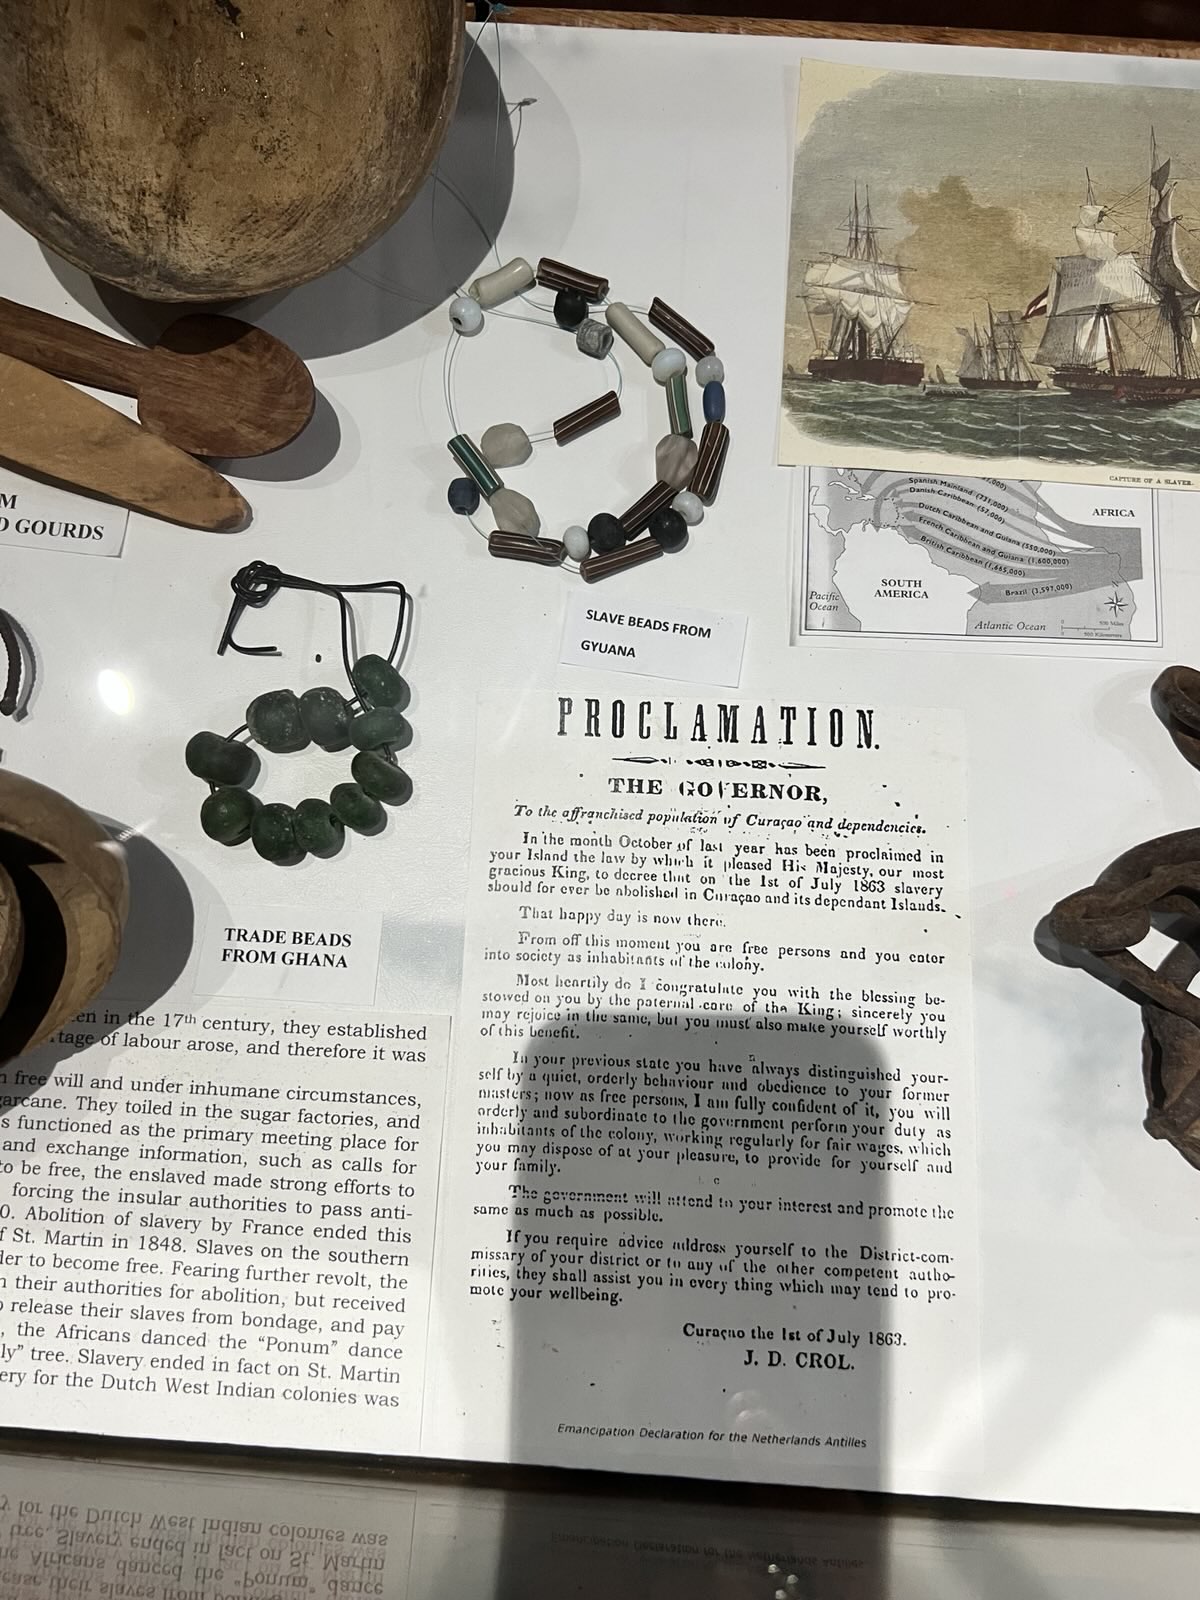 CAPTURE OF A SLAVER.
Spanish Mainland (731,000)
Danish Caribbean (57,000)
Dutch Caribbean and Guiana (550,000)
French Caribbean and Guiana (1,600,000)
British Caribbean (1,665,000)
Brazil (3,597,000)
AFRICA
SOUTH
AMERICA
Pacific
Ocean
Atlantic Ocean
M
D GOURDS
SLAVE BEADS FROM
GYUANA
TRADE BEADS
FROM GHANA
PROCLAMATION.
THE GOVERNOR,
To the affranchised population of Curaçao and dependencies.
In the month October of last year has been proclaimed in
your Island the law by which it pleased His Majesty, our most
gracious King, to decree that on the 1st of July 1863 slavery
should for ever be abolished in Curaçao and its dependant Islands.
That happy day is now there.
From off this moment you are free persons and you enter
into society as inhabitants of the colony.
Most heartily do I congratulate you with the blessing be-
stowed on you by the paternal care of the King; sincerely you
may rejoice in the same, but you must also make yourself worthly
of this benefit.
In your previous state you have always distinguished your-
self by a quiet, orderly behaviour and obedience to your former
masters; now as free persons, I am fully confident of it, you will
orderly and subordinate to the government perform your duty as
inhabitants of the colony, working regularly for fair wages, which
you may dispose of at your pleasure, to provide for yourself and
your family.
The government will attend to your interest and promote the
same as much as possible.
If you require advice address yourself to the District-com-
missary of your district or to any of the other competent autho-
rities, they shall assist you in every thing which may tend to pro-
mote your wellbeing.
Curaçao the 1st of July 1863.
J. D. CROL.
Emancipation Declaration for the Netherlands Antilles
in the 17th century, they established
of labour arose, and therefore it was
free will and under inhumane circumstances,
They toiled in the sugar factories, and
functioned as the primary meeting place for
and exchange information, such as calls for
to be free, the enslaved made strong efforts to
forcing the insular authorities to pass anti-
0. Abolition of slavery by France ended this
St. Martin in 1848. Slaves on the southern
to become free. Fearing further revolt, the
their authorities for abolition, but received
release their slaves from bondage, and pay
, the Africans danced the “Ponum” dance
ly” tree. Slavery ended in fact on St. Martin
ery for the Dutch West Indian colonies was